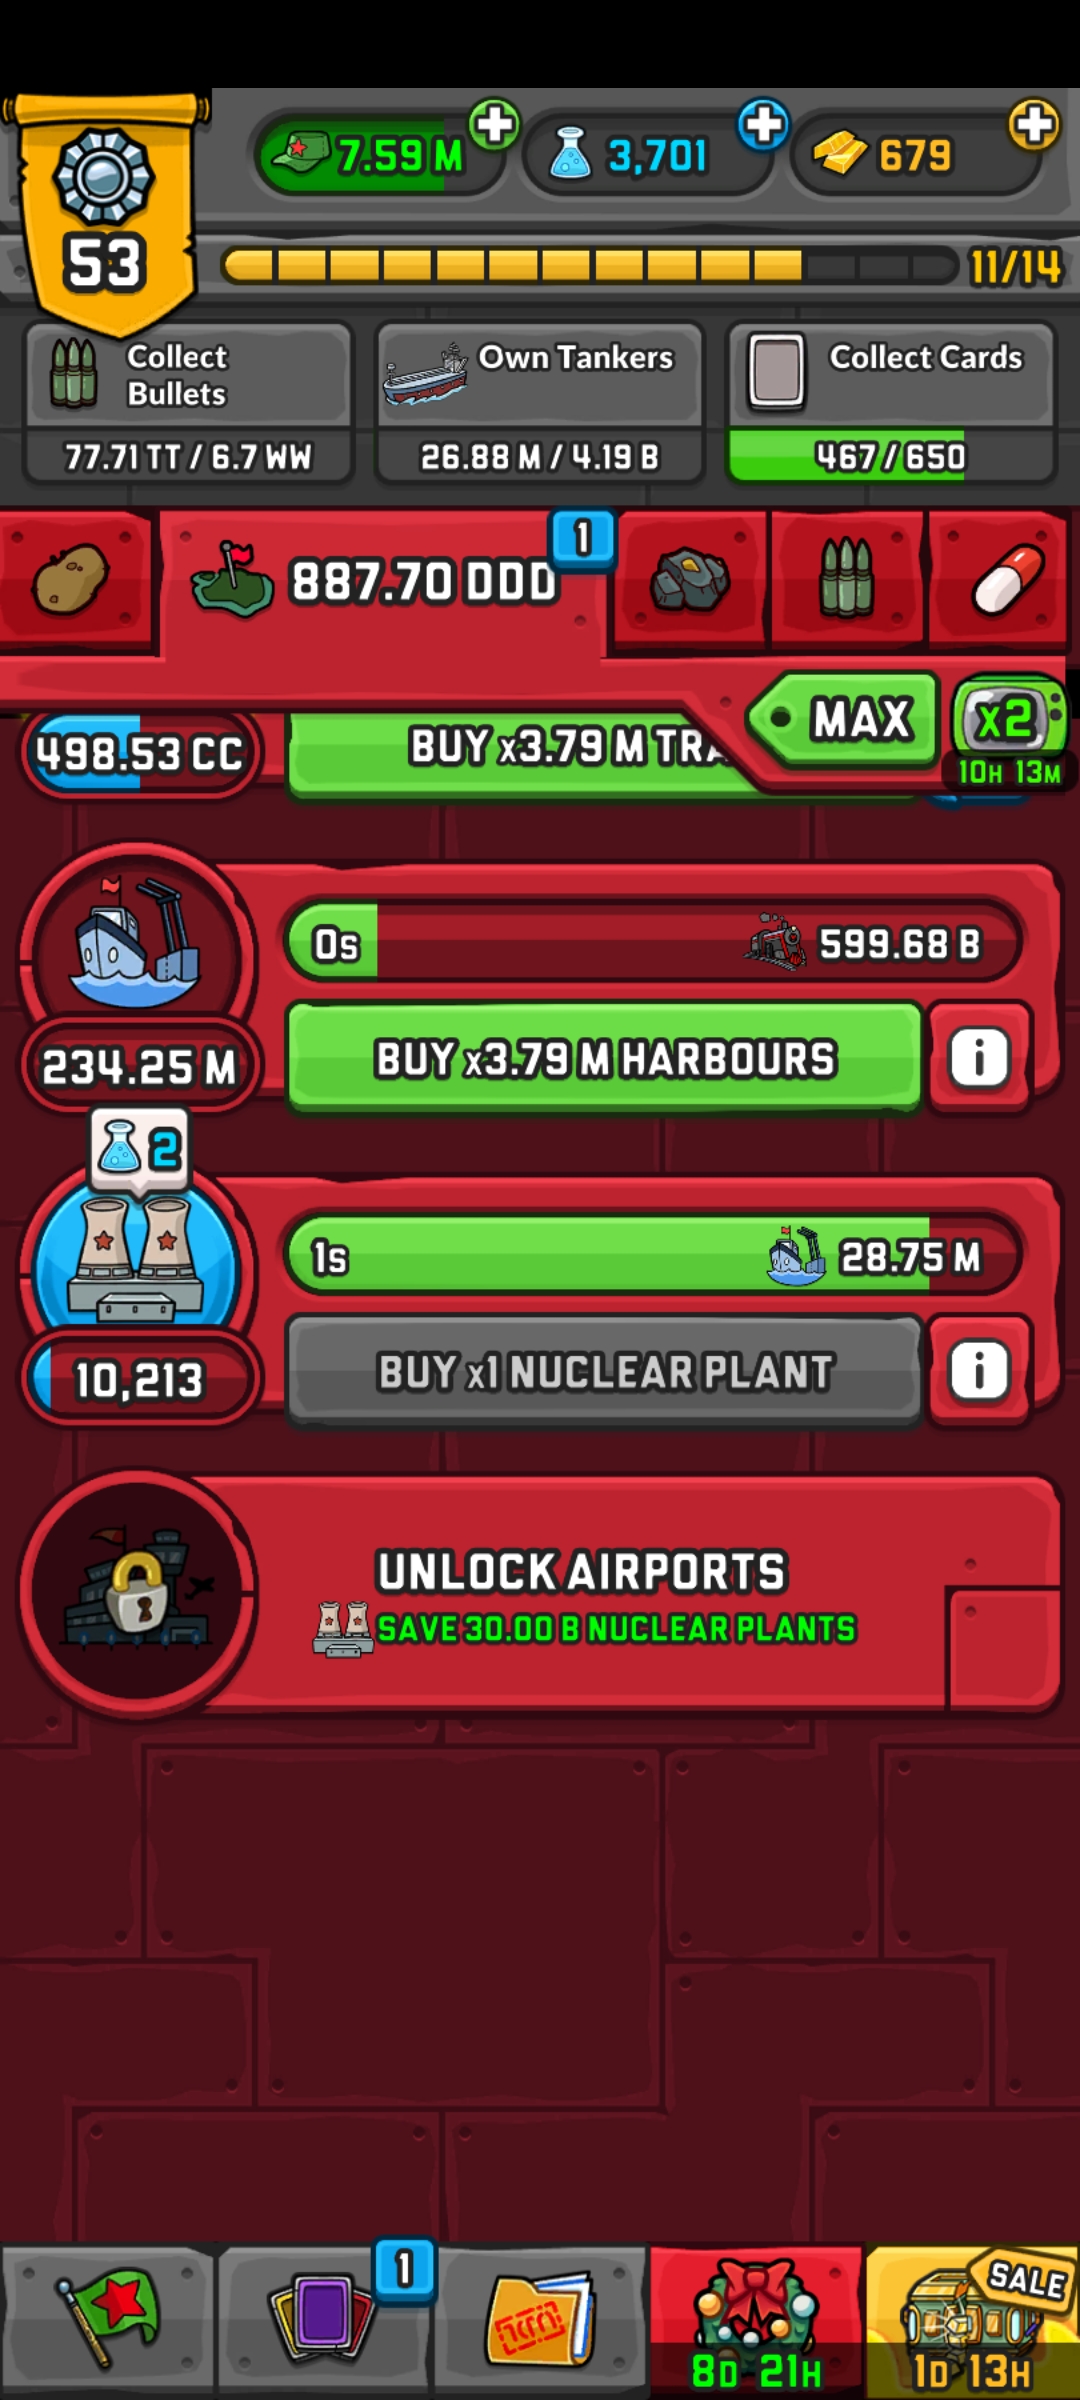 7.59 M
3,701
679
53
11/14
Collect
Bullets
Own Tankers
Collect Cards
77.71 TT / 6.7 WW
26.88 M / 4.19 B
467/650
887.70 DDD
1
MAX
x2
10H 13M
498.53 CC
BUY x3.79 M TRA
0s
599.68 B
234.25 M
BUY x3.79 M HARBOURS
i
2
1s
28.75 M
10,213
BUY x1 NUCLEAR PLANT
i
UNLOCK AIRPORTS
SAVE 30.00 B NUCLEAR PLANTS
1
SALE
8D 21H
1D 13H